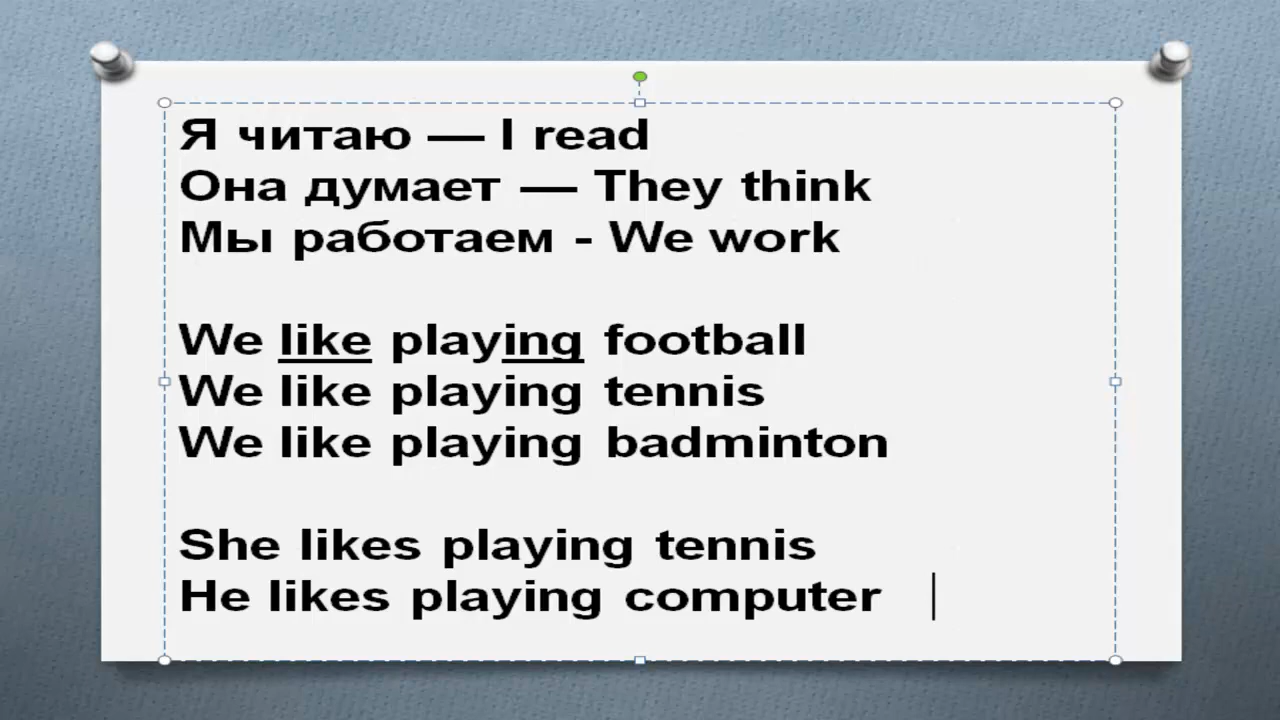 Я читаю — I read
Она думает — They think
Мы работаем - We work
We like playing football
We like playing tennis
We like playing badminton
She likes playing tennis
He likes playing computer